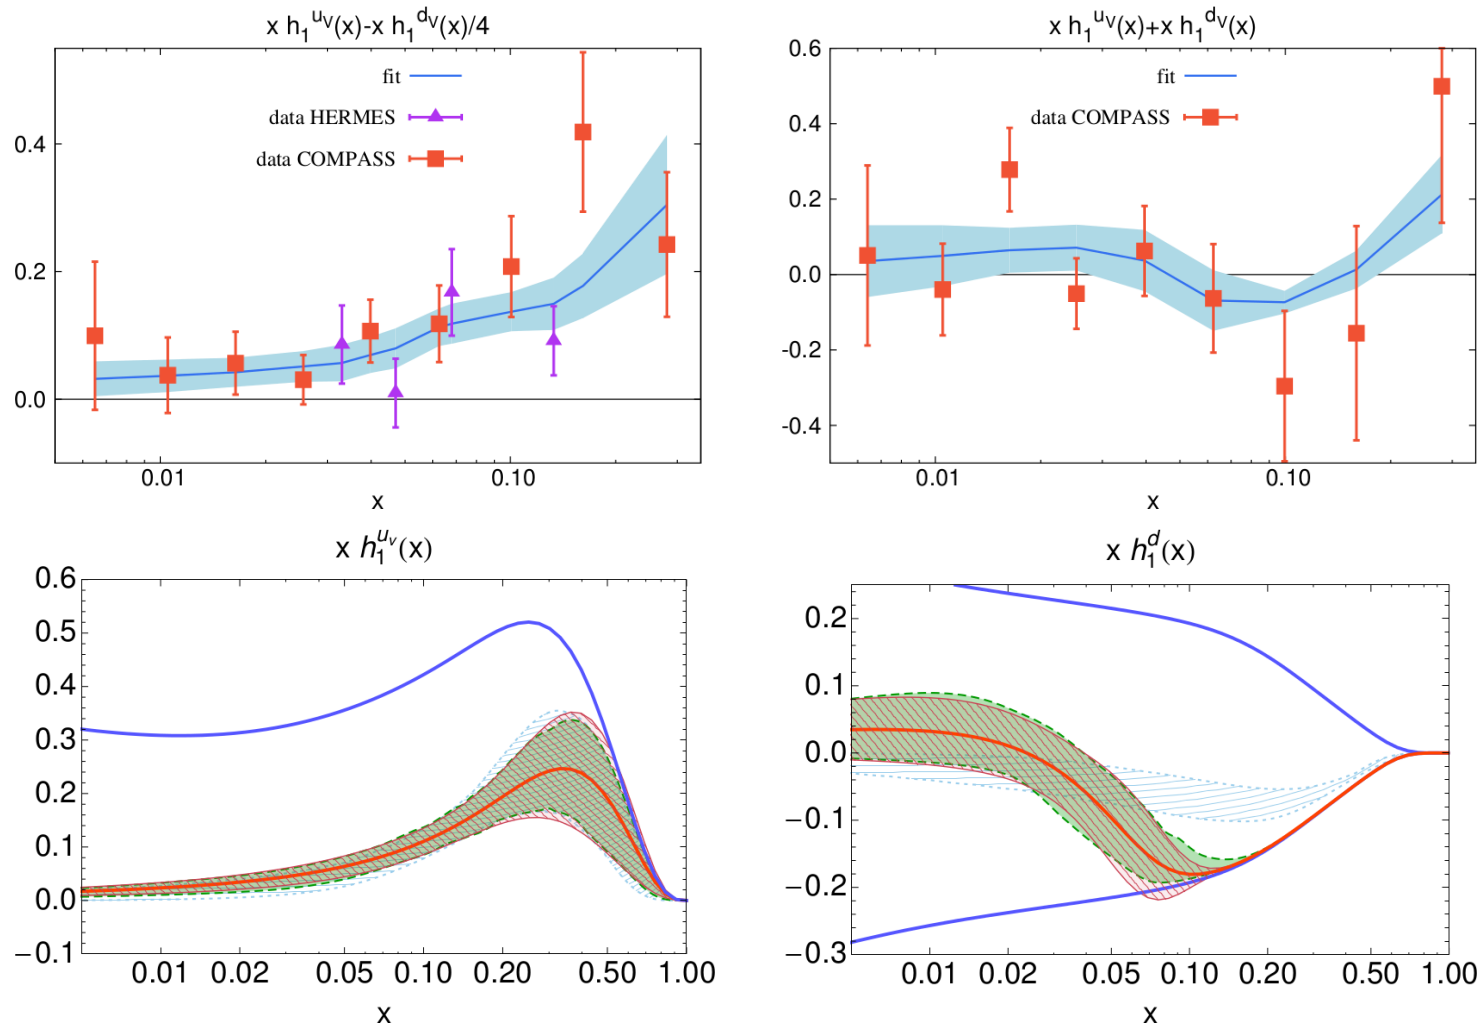 x h₁ᵘⱽ(x)-x h₁ᵈⱽ(x)/4
fit
data HERMES
data COMPASS
0.4
0.2
0.0
0.01
0.10
x
x h₁ᵘⱽ(x)+x h₁ᵈⱽ(x)
fit
data COMPASS
0.6
0.4
0.2
0.0
-0.2
-0.4
0.01
0.10
x
x h₁ᵘᵛ(x)
0.6
0.5
0.4
0.3
0.2
0.1
0.0
−0.1
0.01 0.02 0.05 0.10 0.20 0.50 1.00
x
x h₁ᵈ(x)
0.2
0.1
0.0
−0.1
−0.2
−0.3
0.01 0.02 0.05 0.10 0.20 0.50 1.00
x